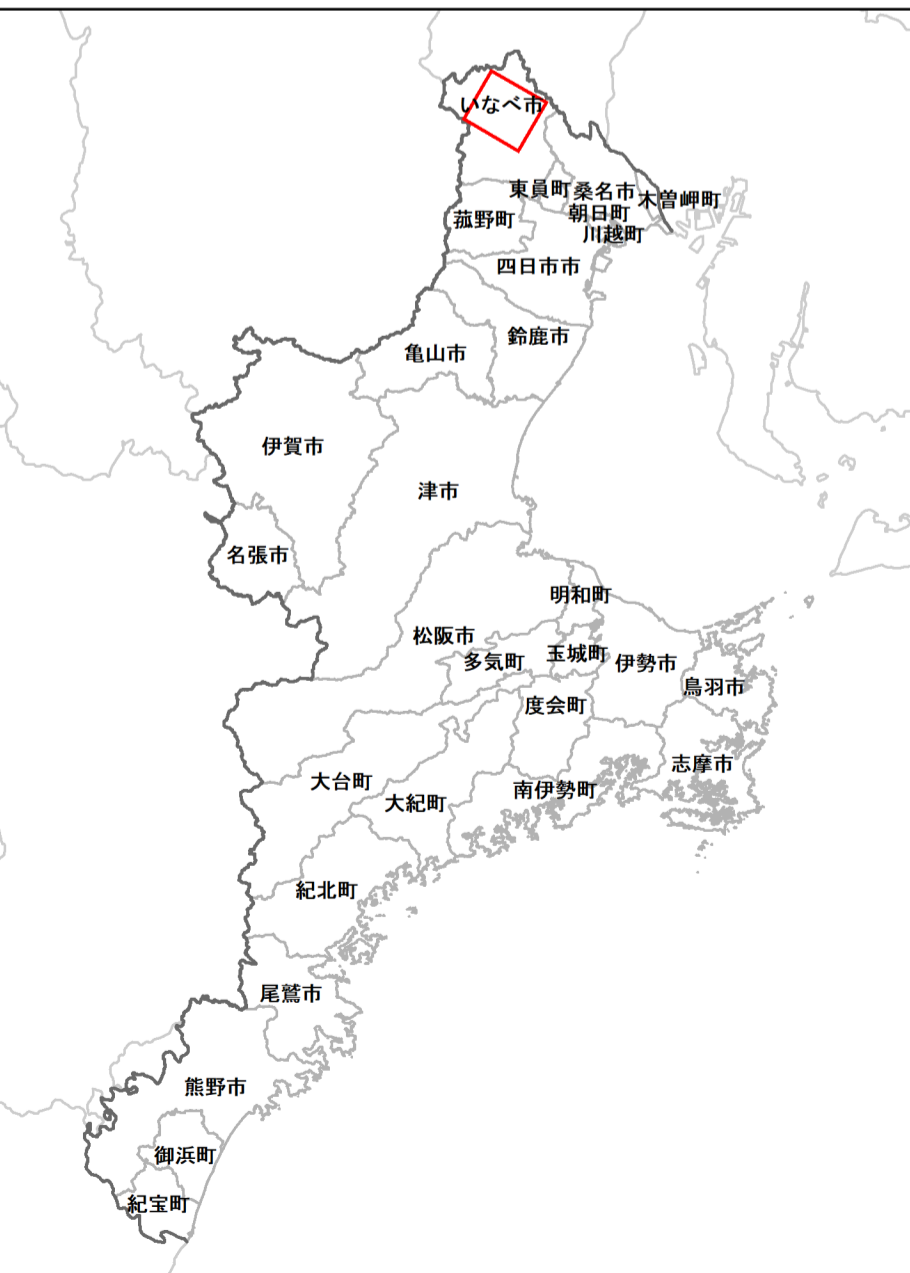 いなべ市
東員町
桑名市
木曽岬町
朝日町
菰野町
川越町
四日市市
鈴鹿市
亀山市
伊賀市
津市
名張市
明和町
松阪市
玉城町
多気町
伊勢市
鳥羽市
度会町
志摩市
大台町
南伊勢町
大紀町
紀北町
尾鷲市
熊野市
御浜町
紀宝町